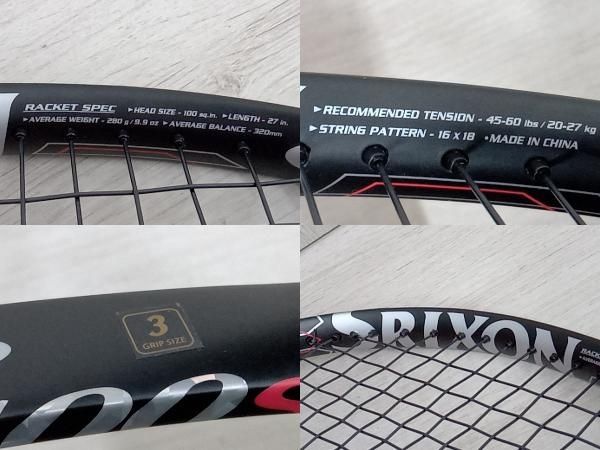 RACKET SPEC ▸HEAD SIZE - 100 sq.in. ▸LENGTH - 27 in.
▸AVERAGE WEIGHT - 280 g / 9.9 oz ▸AVERAGE BALANCE - 320mm
▸RECOMMENDED TENSION - 45-60 lbs / 20-27 kg
▸STRING PATTERN - 16 X 18 •MADE IN CHINA
3
GRIP SIZE
SRIXON